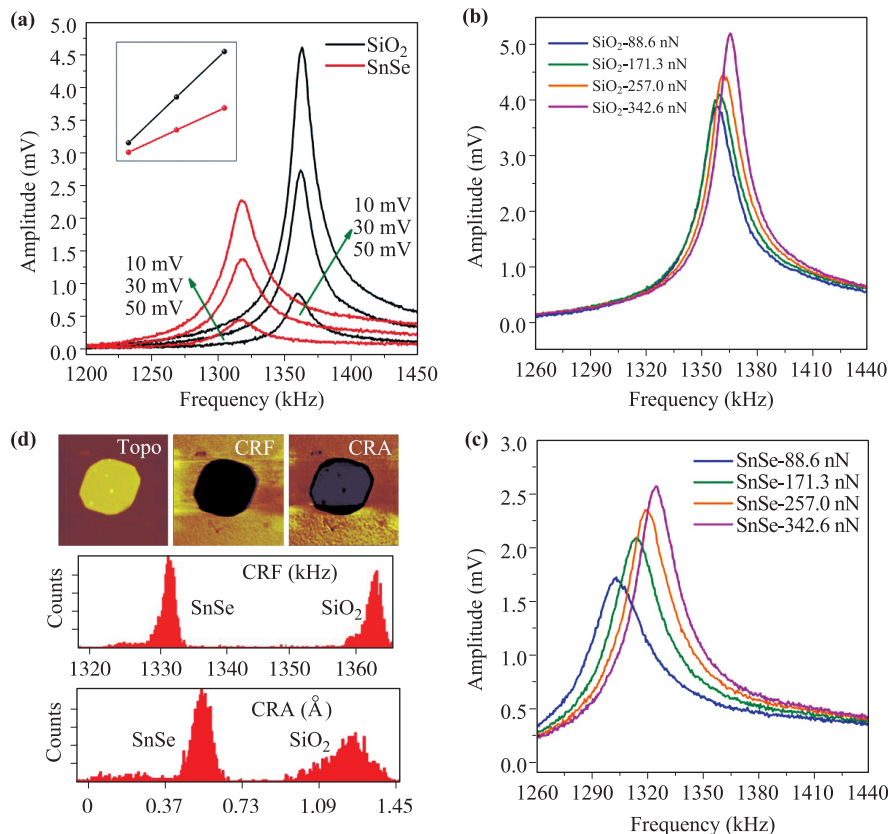 (a)
5.0
4.5
4.0
3.5
3.0
2.5
2.0
1.5
1.0
0.5
0.0
Amplitude (mV)
SiO₂
SnSe
10 mV
30 mV
50 mV
10 mV
30 mV
50 mV
1200 1250 1300 1350 1400 1450
Frequency (kHz)
(b)
5.0
4.0
3.0
2.0
1.0
0.0
Amplitude (mV)
SiO₂-88.6 nN
SiO₂-171.3 nN
SiO₂-257.0 nN
SiO₂-342.6 nN
1260 1290 1320 1350 1380 1410 1440
Frequency (kHz)
(d)
Topo CRF CRA
Counts
CRF (kHz)
SnSe SiO₂
1320 1330 1340 1350 1360
Counts
CRA (Å)
SnSe SiO₂
0 0.37 0.73 1.09 1.45
(c)
3.0
2.5
2.0
1.5
1.0
0.5
0.0
Amplitude (mV)
SnSe-88.6 nN
SnSe-171.3 nN
SnSe-257.0 nN
SnSe-342.6 nN
1260 1290 1320 1350 1380 1410 1440
Frequency (kHz)